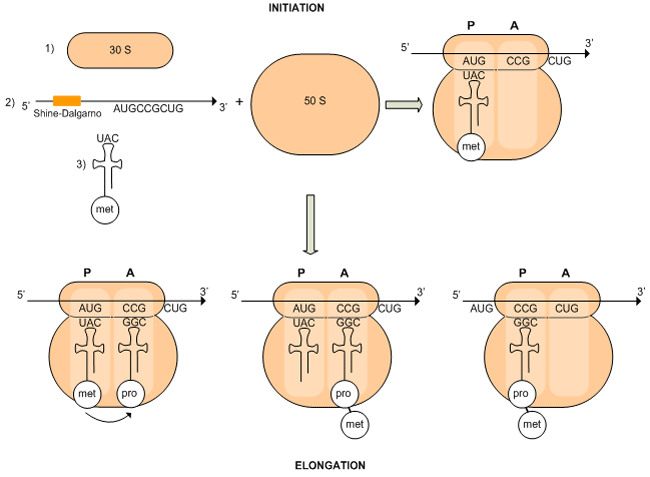 INITIATION
1) 30 S
2) 5' Shine-Dalgarno AUGCCGCUG 3'
+
50 S
3) UAC
met
P A
5' 3'
AUG CCG CUG
UAC
met
P A
5' 3'
AUG CCG CUG
UAC GGC
met pro
P A
5' 3'
AUG CCG CUG
UAC GGC
pro
met
P A
5' 3'
AUG CCG CUG
GGC
pro
met
ELONGATION